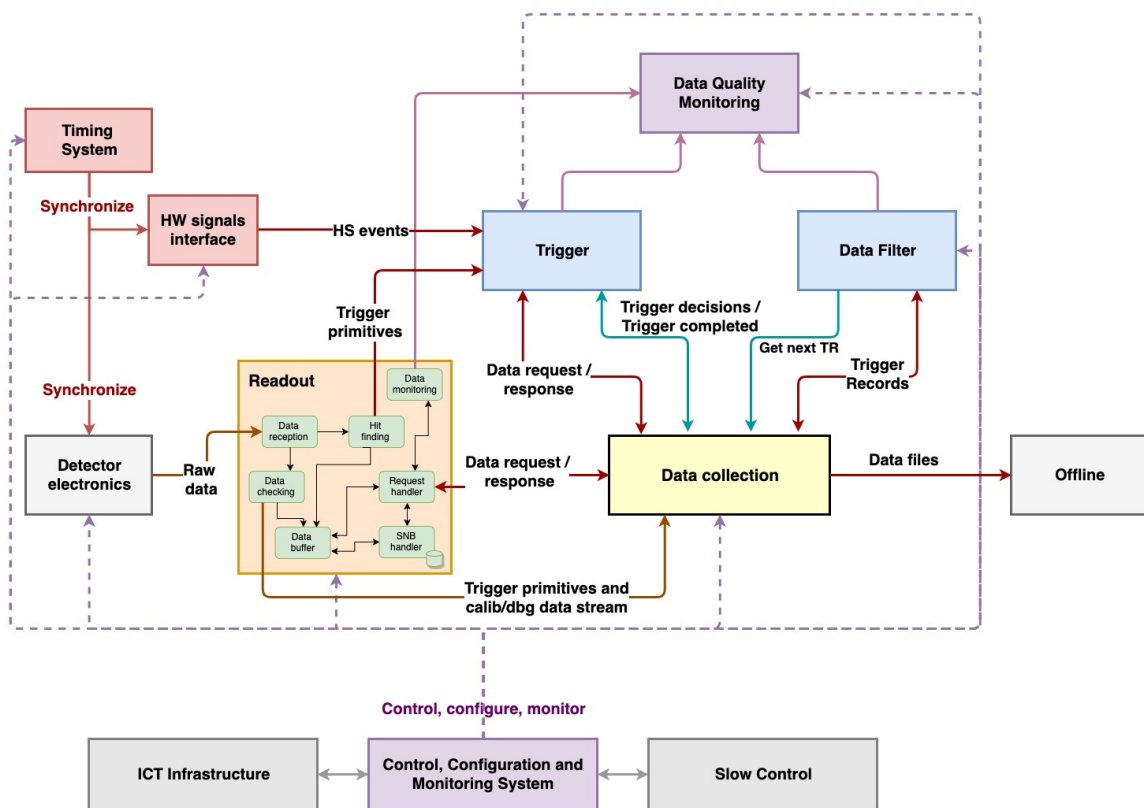 Data Quality
Monitoring
Timing
System
Synchronize
HW signals
interface
HS events
Trigger
Data Filter
Trigger
primitives
Trigger decisions /
Trigger completed
Get next TR
Data request /
response
Trigger
Records
Synchronize
Readout
Data
monitoring
Data
reception
Hit
finding
Detector
electronics
Raw
data
Data
checking
Request
handler
Data request /
response
Data collection
Data files
Offline
Data
buffer
SNB
handler
Trigger primitives and
calib/dbg data stream
Control, configure, monitor
ICT Infrastructure
Control, Configuration and
Monitoring System
Slow Control